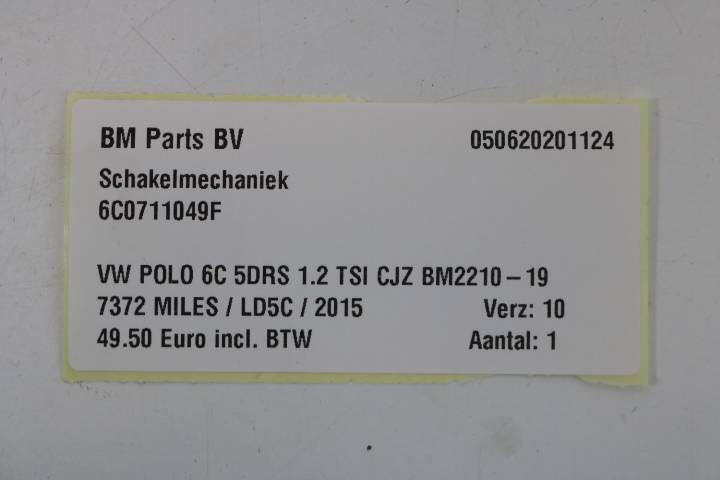 BM Parts BV 050620201124
Schakelmechaniek
6C0711049F
VW POLO 6C 5DRS 1.2 TSI CJZ BM2210-19
7372 MILES / LD5C / 2015 Verz: 10
49.50 Euro incl. BTW Aantal: 1